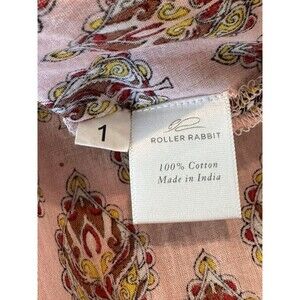 1
ROLLER RABBIT
100% Cotton
Made in India